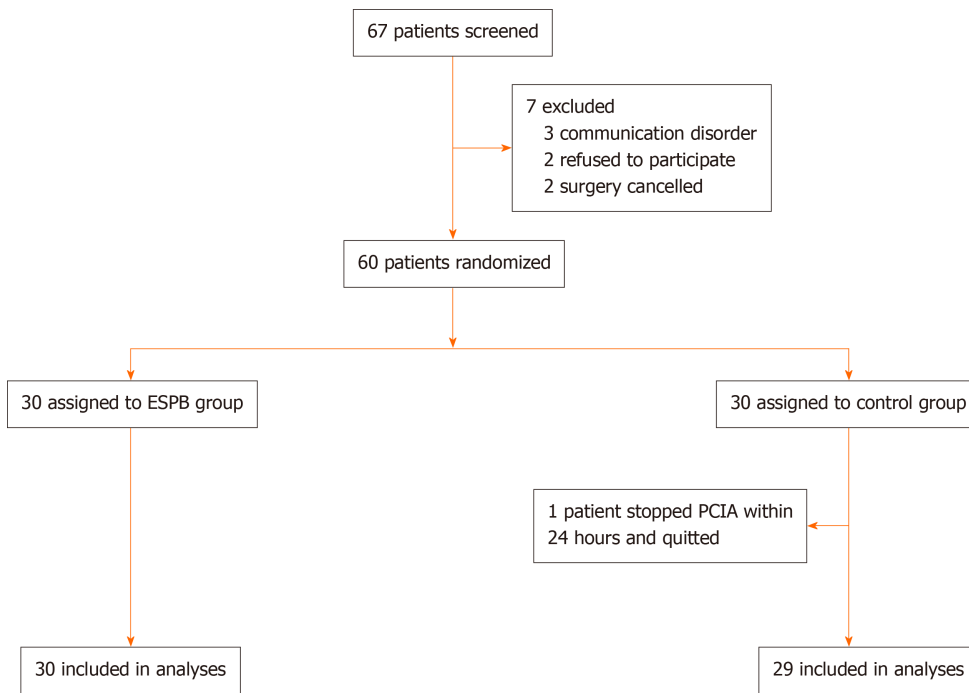 67 patients screened
7 excluded
3 communication disorder
2 refused to participate
2 surgery cancelled
60 patients randomized
30 assigned to ESPB group
30 assigned to control group
1 patient stopped PCIA within
24 hours and quitted
30 included in analyses
29 included in analyses